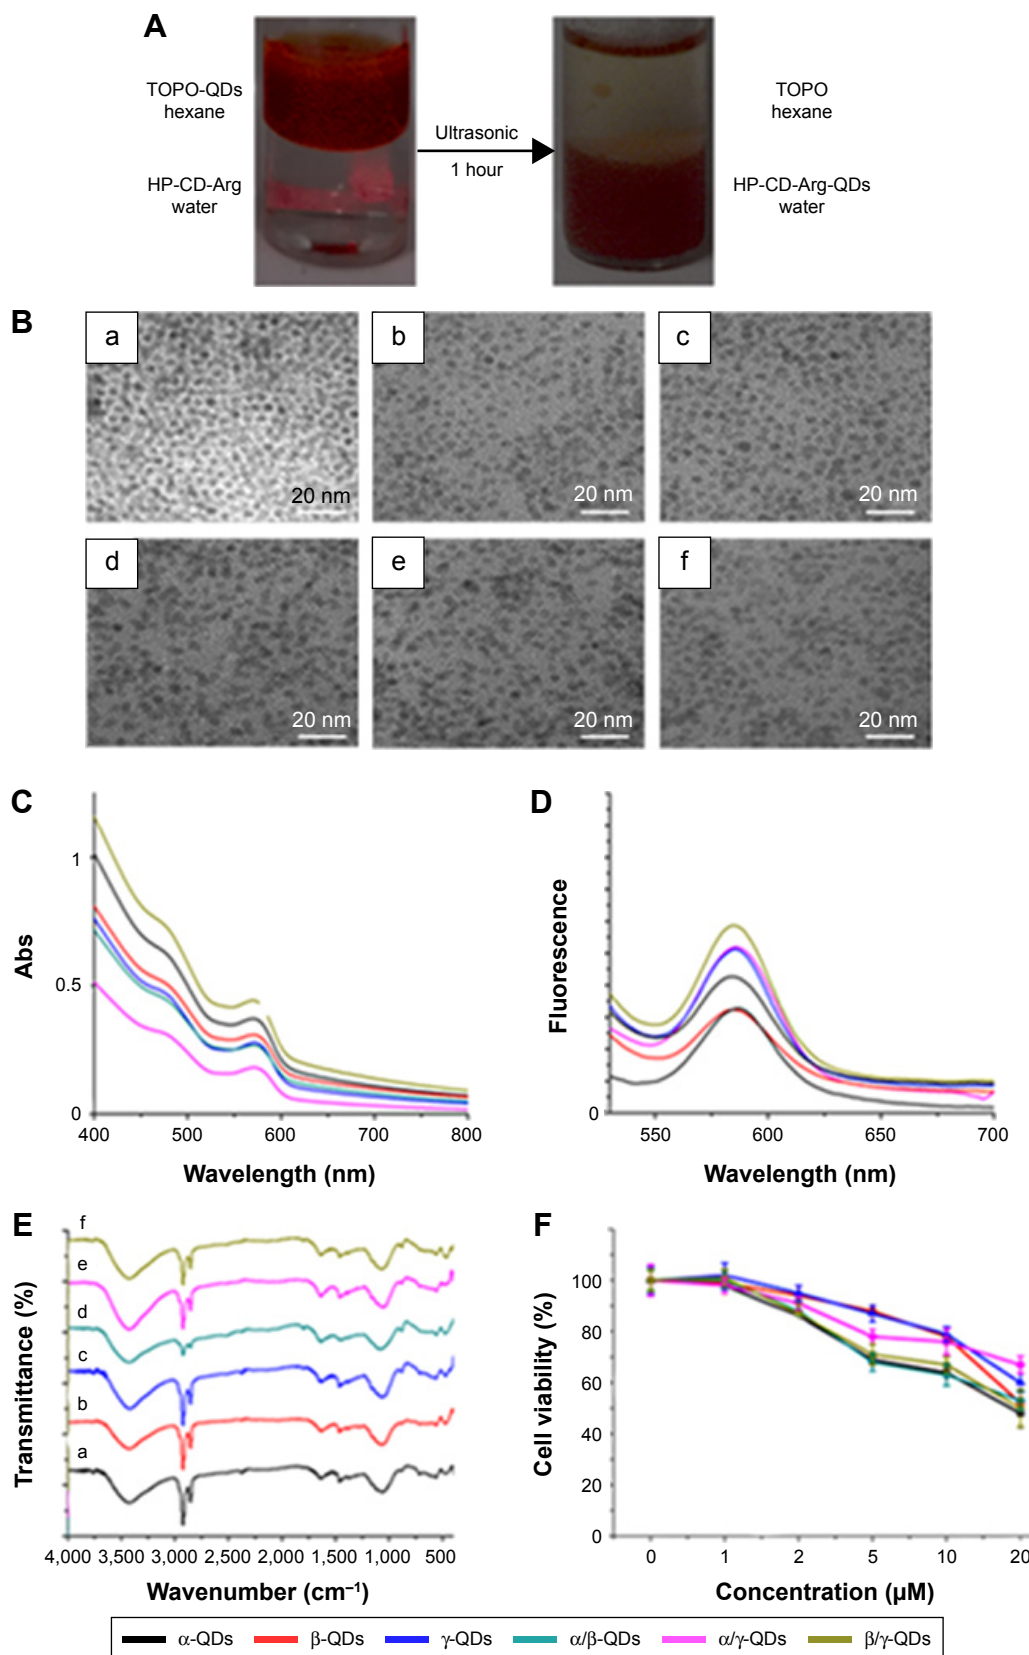 A
TOPO-QDs
hexane
HP-CD-Arg
water
Ultrasonic
1 hour
TOPO
hexane
HP-CD-Arg-QDs
water
B
a
20 nm
b
20 nm
c
20 nm
d
20 nm
e
20 nm
f
20 nm
C
Abs
1
0.5
0
400 500 600 700 800
Wavelength (nm)
D
Fluorescence
0
550 600 650 700
Wavelength (nm)
E
Transmittance (%)
f
e
d
c
b
a
4,000 3,500 3,000 2,500 2,000 1,500 1,000 500
Wavenumber (cm⁻¹)
F
Cell viability (%)
100
80
60
40
20
0
0 1 2 5 10 20
Concentration (µM)
α-QDs β-QDs γ-QDs α/β-QDs α/γ-QDs β/γ-QDs